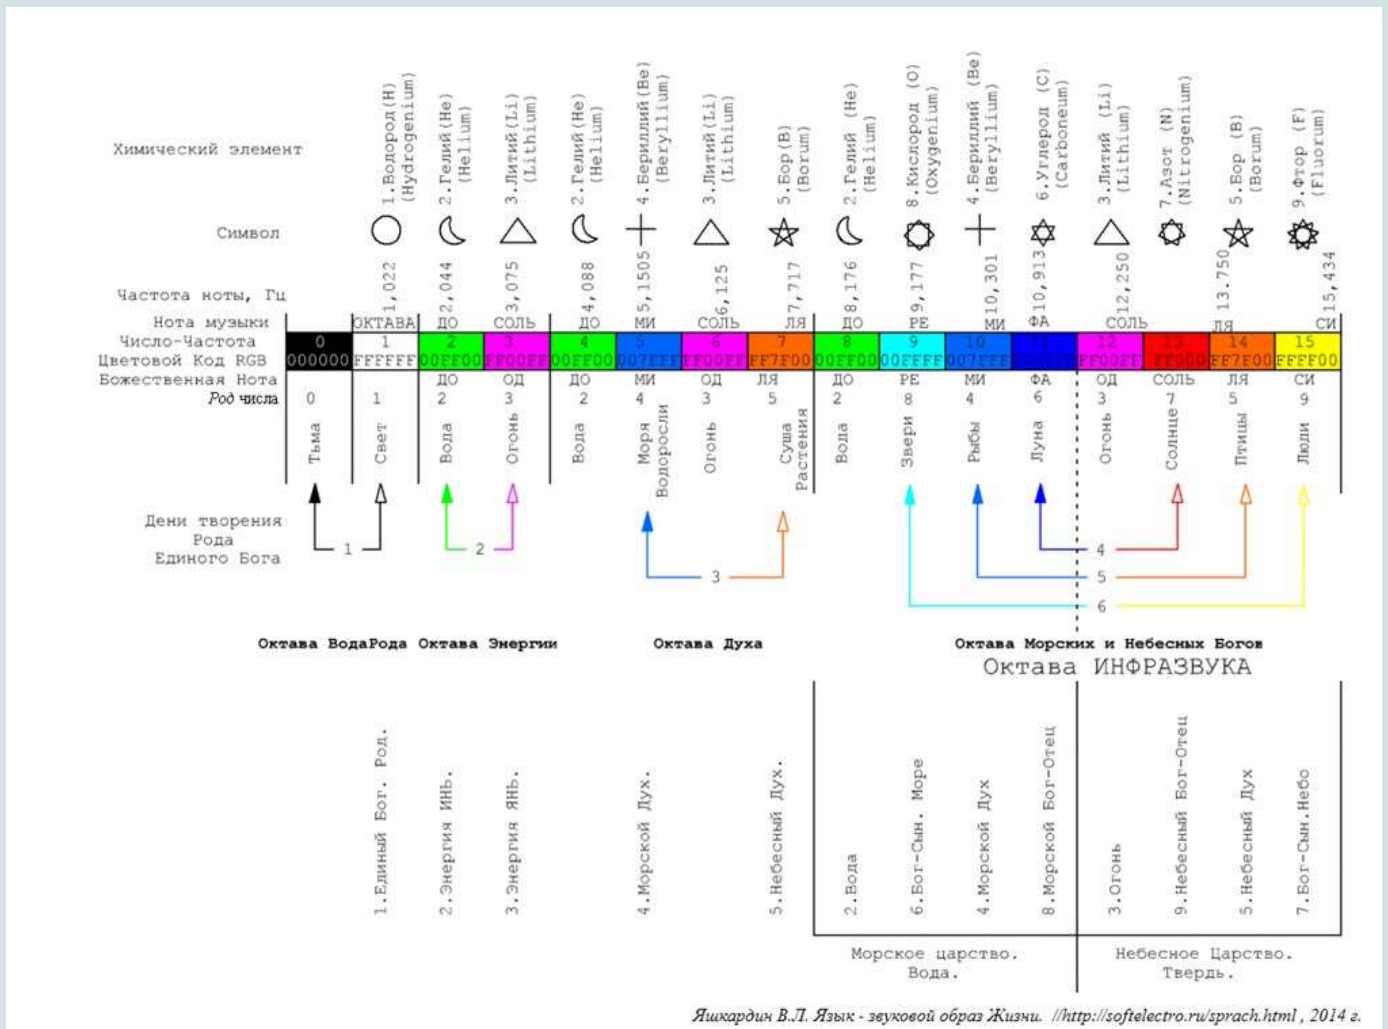 Химический элемент
1.Водород(H)
(Hydrogenium)
2.Гелий(He)
(Helium)
3.Литий(Li)
(Lithium)
2.Гелий(He)
(Helium)
4.Бериллий(Be)
(Beryllium)
3.Литий(Li)
(Lithium)
5.Бор(B)
(Borum)
2.Гелий (He)
(Helium)
8.Кислород (O)
(Oxygenium)
4.Бериллий (Be)
(Beryllium)
6.Углерод (C)
(Carboneum)
3.Литий (Li)
(Lithium)
7.Азот (N)
(Nitrogenium)
5.Бор (B)
(Borum)
9.Фтор (F)
(Fluorum)
Символ
Частота ноты, Гц
1,022
2,044
3,075
4,088
5,1505
6,125
7,717
8,176
9,177
10,301
10,913
12,250
13.750
15,434
Нота музыки ОКТАВА ДО СОЛЬ ДО МИ СОЛЬ ЛЯ ДО РЕ МИ ФА СОЛЬ ЛЯ СИ
Число-Частота 0 1 2 3 4 5 6 7 8 9 10 11 12 13 14 15
Цветовой Код RGB 000000 FFFFFF 00FF00 FF00FF 00FF00 007FFF FF00FF FF7F00 00FF00 00FFFF 007FFF 0000FF FF00FF FF0000 FF7F00 FFFF00
Божественная Нота ДО ОД ДО МИ ОД ЛЯ ДО РЕ МИ ФА ОД СОЛЬ ЛЯ СИ
Род числа 0 1 2 3 2 4 3 5 2 8 4 6 3 7 5 9
Тьма
Свет
Вода
Огонь
Вода
Моря
Водоросли
Огонь
Суша
Растения
Вода
Звери
Рыбы
Луна
Огонь
Солнце
Птицы
Люди
Дени творения
Рода
Единого Бога
1
2
3
4
5
6
Октава ВодаРода Октава Энергии Октава Духа Октава Морских и Небесных Богов
Октава ИНФРАЗВУКА
1.Единый Бог. Род.
2.Энергия ИНЬ.
3.Энергия ЯНЬ.
4.Морской Дух.
5.Небесный Дух.
2.Вода
6.Бог-Сын. Море
4.Морской Дух
8.Морской Бог-Отец
3.Огонь
9.Небесный Бог-Отец
5.Небесный Дух
7.Бог-Сын.Небо
Морское царство.
Вода.
Небесное Царство.
Твердь.
Яшкардин В.Л. Язык - звуковой образ Жизни. //http://softelectro.ru/sprach.html , 2014 г.